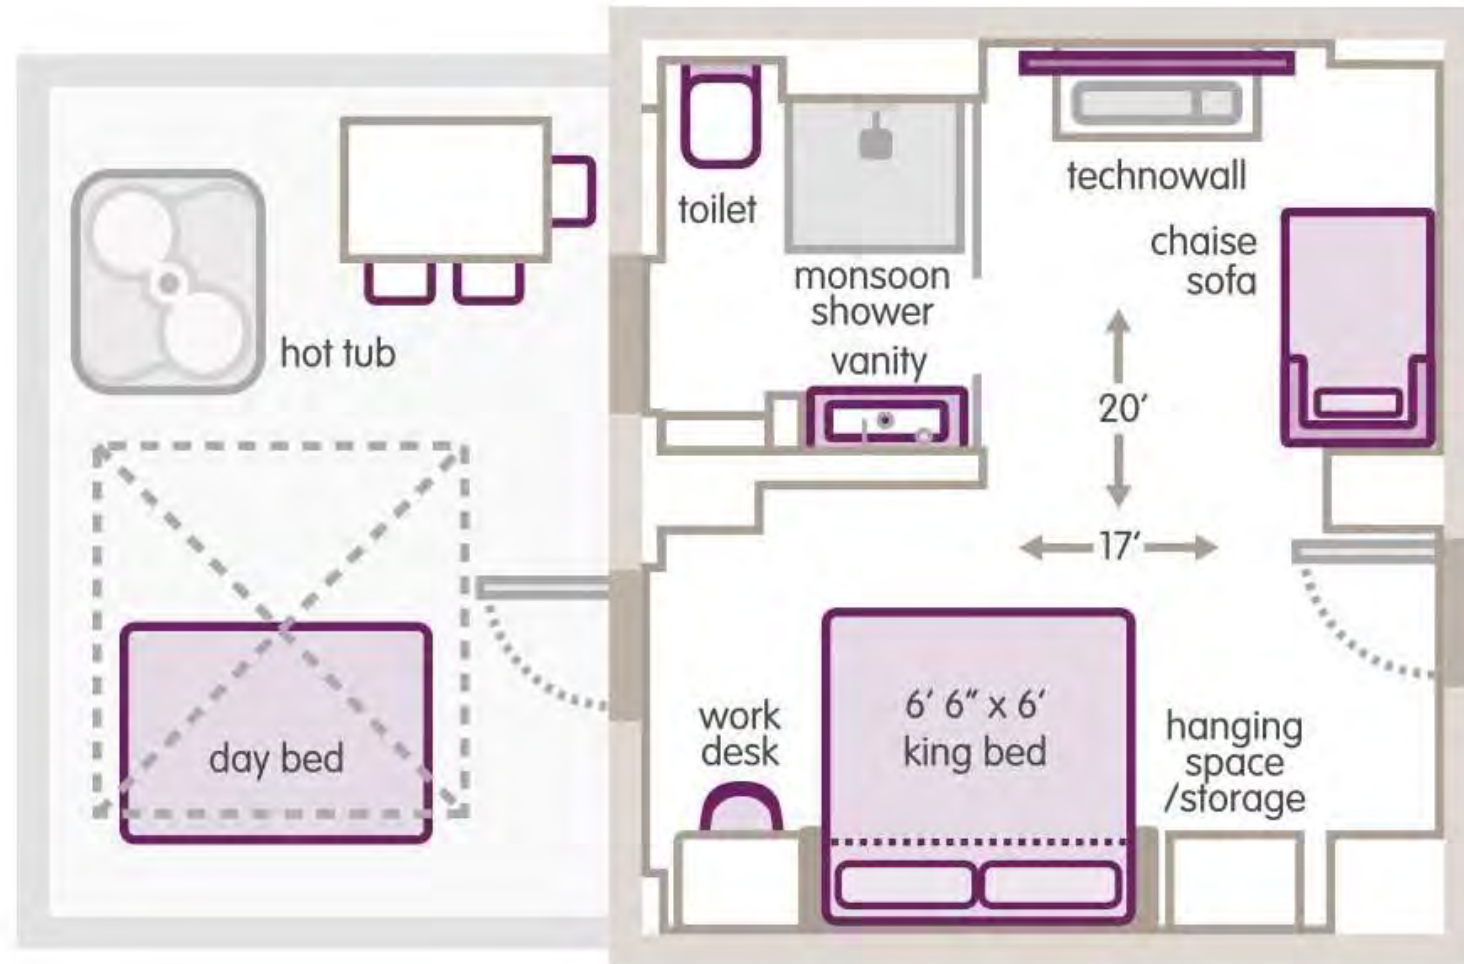 toilet
technowall
chaise
sofa
monsoon
shower
vanity
hot tub
20′
17′
6′ 6″ x 6′
king bed
work
desk
hanging
space
/storage
day bed